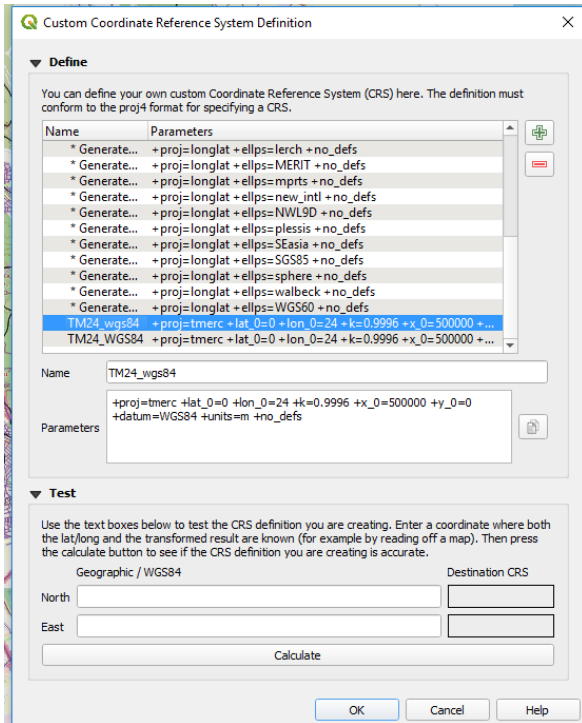 Custom Coordinate Reference System Definition
Define
You can define your own custom Coordinate Reference System (CRS) here. The definition must
conform to the proj4 format for specifying a CRS.
Name Parameters
* Generate... +proj=longlat +ellps=lerch +no_defs
* Generate... +proj=longlat +ellps=MERIT +no_defs
* Generate... +proj=longlat +ellps=mprts +no_defs
* Generate... +proj=longlat +ellps=new_intl +no_defs
* Generate... +proj=longlat +ellps=NWL9D +no_defs
* Generate... +proj=longlat +ellps=plessis +no_defs
* Generate... +proj=longlat +ellps=SEasia +no_defs
* Generate... +proj=longlat +ellps=SGS85 +no_defs
* Generate... +proj=longlat +ellps=sphere +no_defs
* Generate... +proj=longlat +ellps=walbeck +no_defs
* Generate... +proj=longlat +ellps=WGS60 +no_defs
TM24_wgs84 +proj=tmerc +lat_0=0 +lon_0=24 +k=0.9996 +x_0=500000 +...
TM24_WGS84 +proj=tmerc +lat_0=0 +lon_0=24 +k=0.9996 +x_0=500000 +...
Name TM24_wgs84
+proj=tmerc +lat_0=0 +lon_0=24 +k=0.9996 +x_0=500000 +y_0=0
+datum=WGS84 +units=m +no_defs
Parameters
Test
Use the text boxes below to test the CRS definition you are creating. Enter a coordinate where both
the lat/long and the transformed result are known (for example by reading off a map). Then press
the calculate button to see if the CRS definition you are creating is accurate.
Geographic / WGS84 Destination CRS
North
East
Calculate
OK Cancel Help